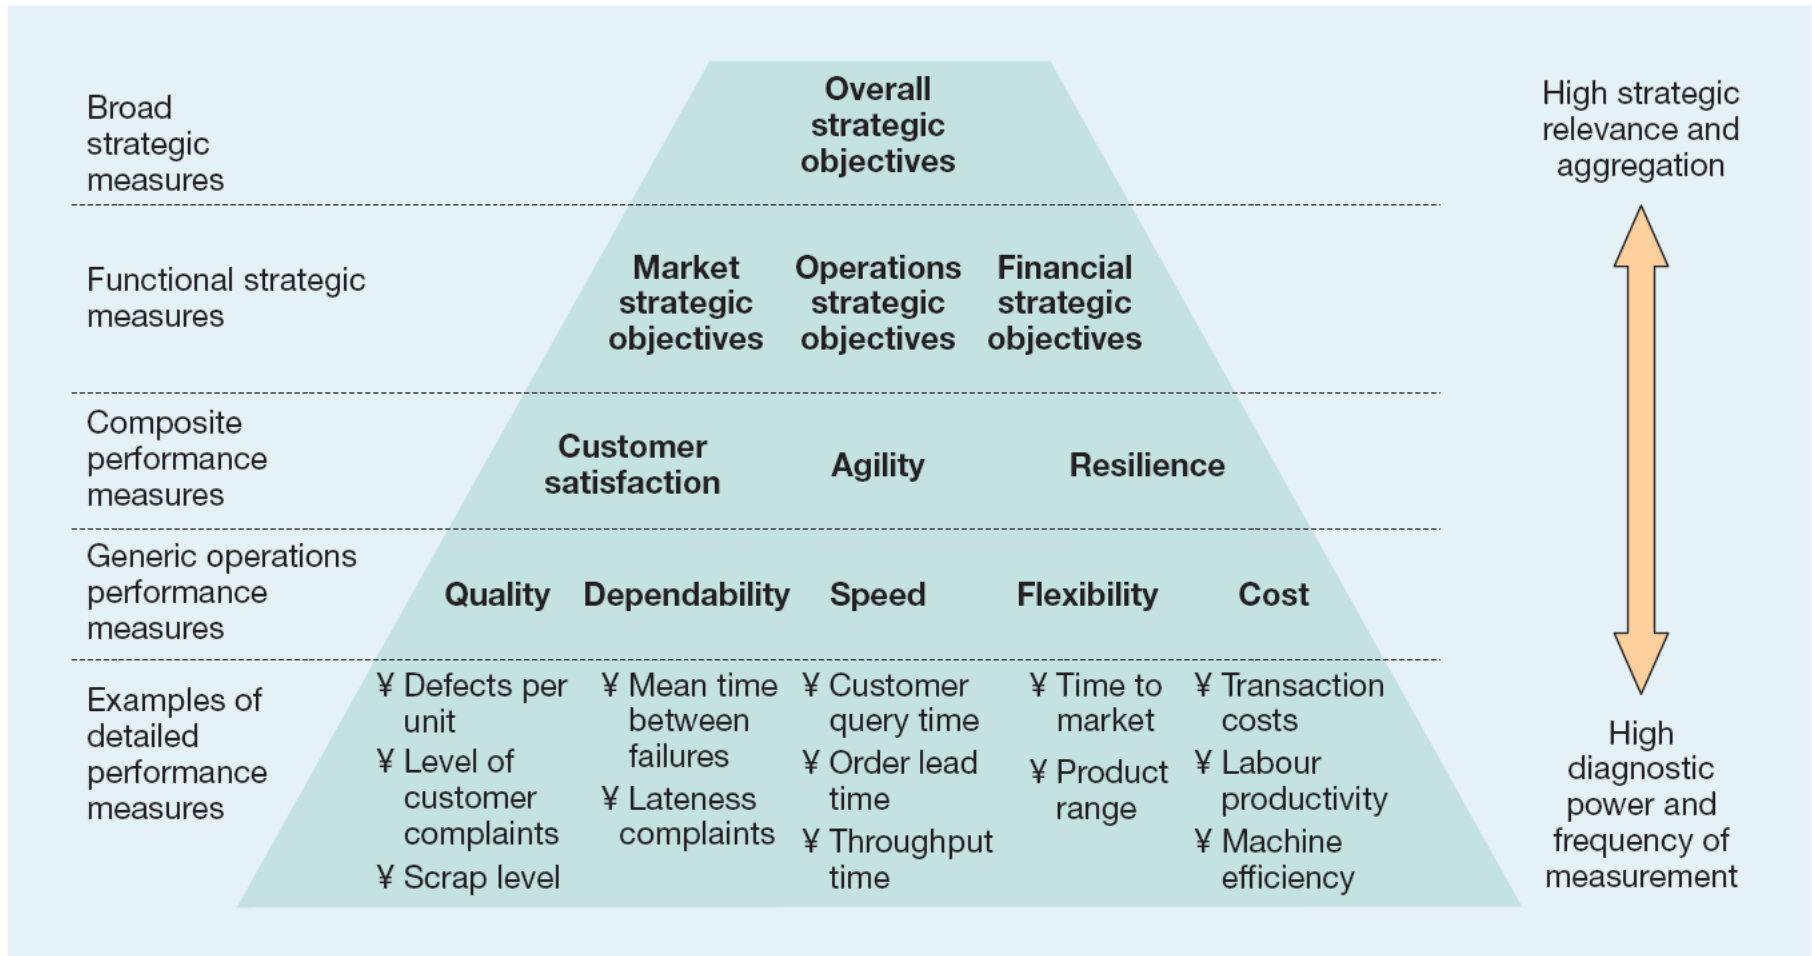 Broad
strategic
measures
Overall
strategic
objectives
High strategic
relevance and
aggregation
Functional strategic
measures
Market
strategic
objectives
Operations
strategic
objectives
Financial
strategic
objectives
Composite
performance
measures
Customer
satisfaction
Agility
Resilience
Generic operations
performance
measures
Quality
Dependability
Speed
Flexibility
Cost
Examples of
detailed
performance
measures
¥ Defects per
unit
¥ Level of
customer
complaints
¥ Scrap level
¥ Mean time
between
failures
¥ Lateness
complaints
¥ Customer
query time
¥ Order lead
time
¥ Throughput
time
¥ Time to
market
¥ Product
range
¥ Transaction
costs
¥ Labour
productivity
¥ Machine
efficiency
High
diagnostic
power and
frequency of
measurement